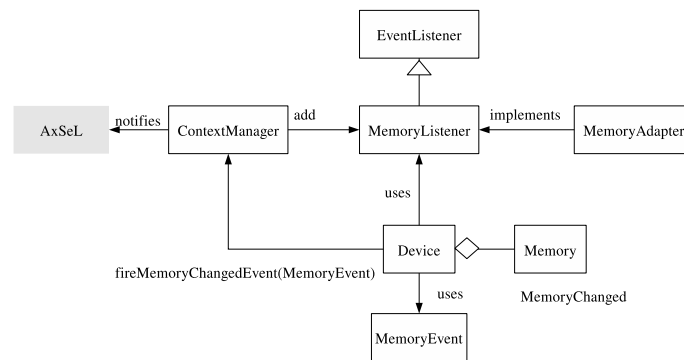 EventListener
AxSeL
notifies
ContextManager
add
MemoryListener
implements
MemoryAdapter
uses
Device
Memory
fireMemoryChangedEvent(MemoryEvent)
uses
MemoryChanged
MemoryEvent